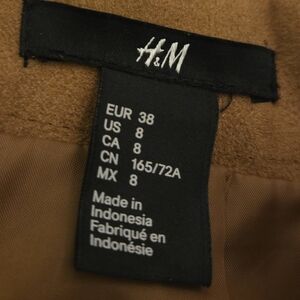 H&M
EUR 38
US 8
CA 8
CN 165/72A
MX 8
Made in
Indonesia
Fabriqué en
Indonésie